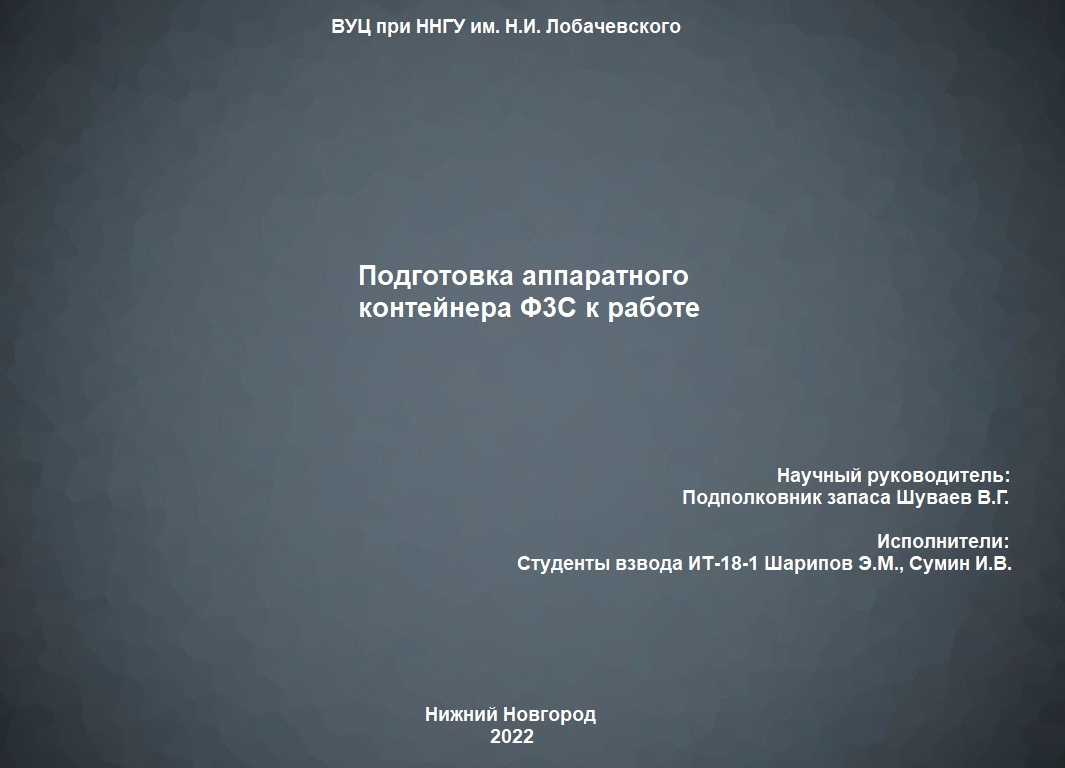 ВУЦ при ННГУ им. Н.И. Лобачевского
Подготовка аппаратного
контейнера Ф3С к работе
Научный руководитель:
Подполковник запаса Шуваев В.Г.
Исполнители:
Студенты взвода ИТ-18-1 Шарипов Э.М., Сумин И.В.
Нижний Новгород
2022